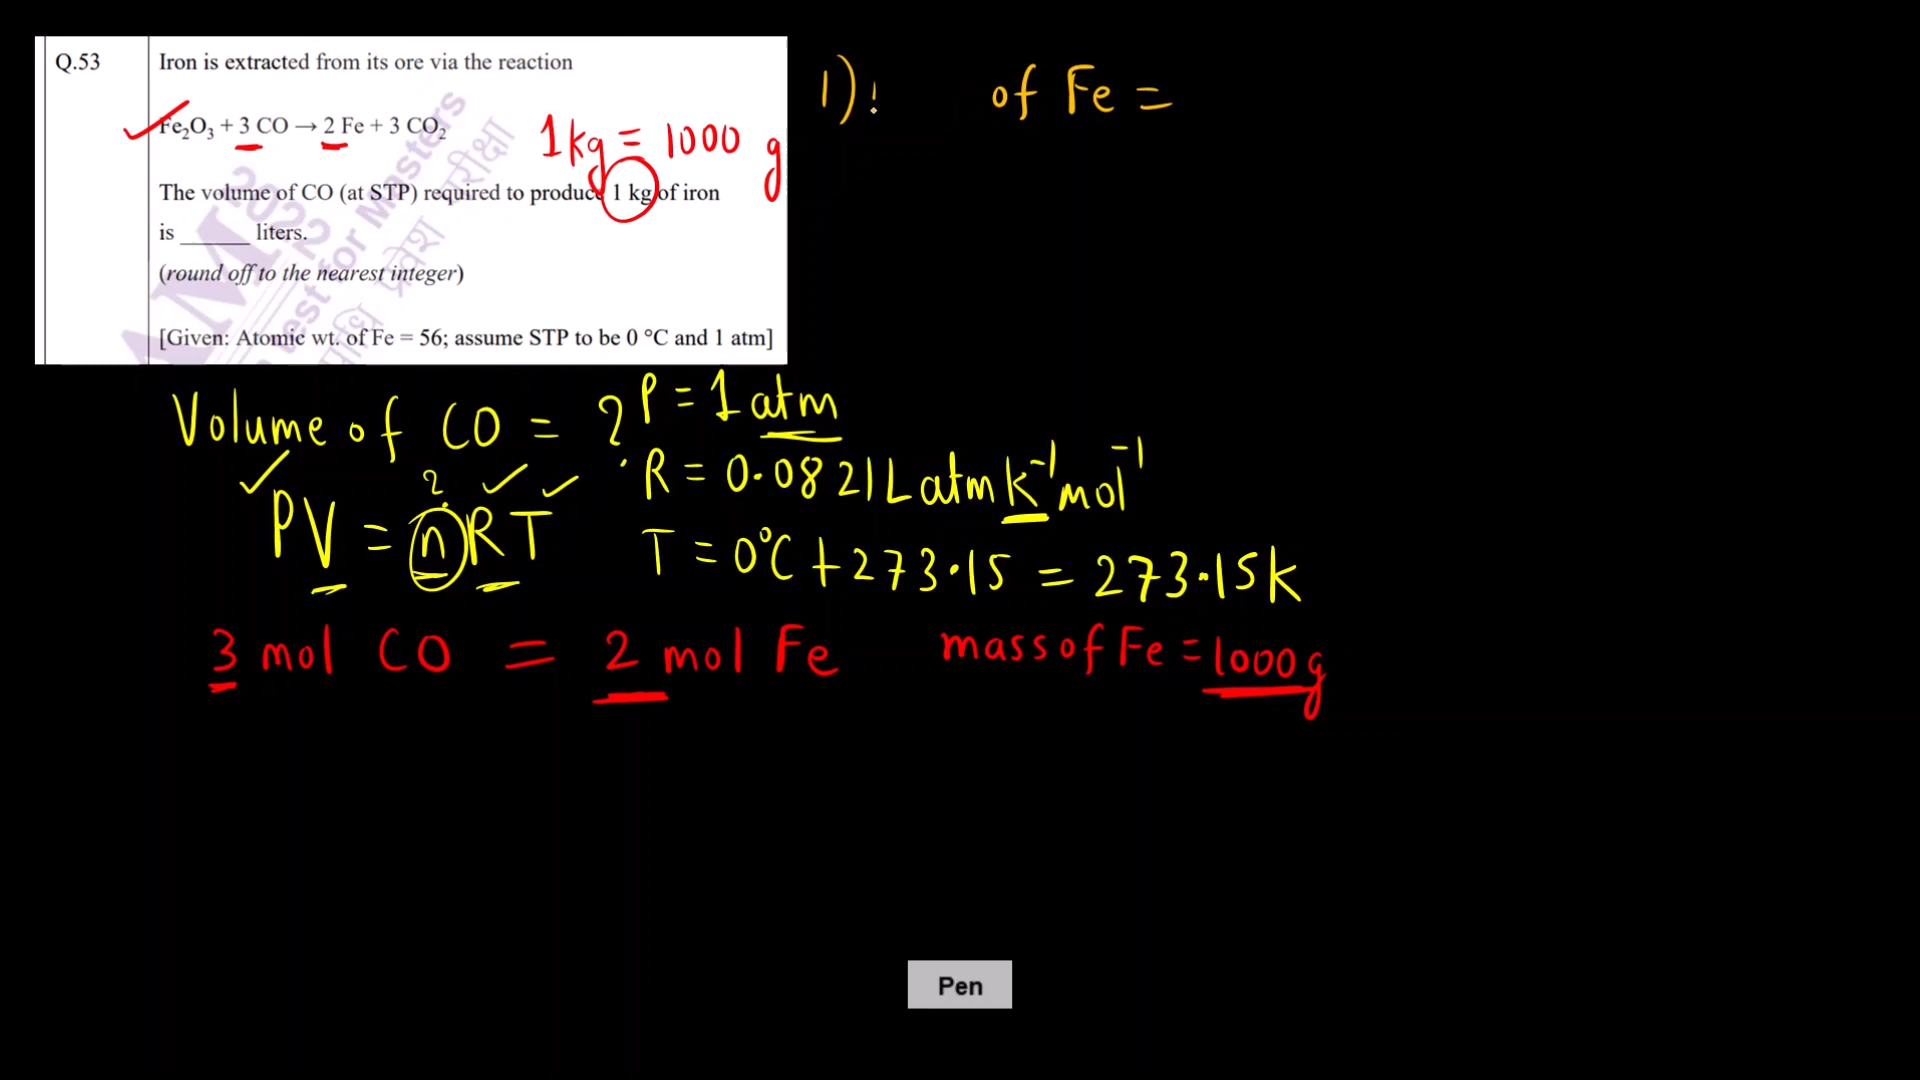 Q.53
Iron is extracted from its ore via the reaction
Fe₂O₃ + 3 CO → 2 Fe + 3 CO₂
1kg = 1000 g
The volume of CO (at STP) required to produce 1 kg of iron
is ______ liters.
(round off to the nearest integer)
[Given: Atomic wt. of Fe = 56; assume STP to be 0 °C and 1 atm]
1) of Fe =
Volume of CO = ?
P = 1 atm
PV = nRT
?
R = 0.0821 L atm k⁻¹ mol⁻¹
T = 0°C + 273.15 = 273.15k
3 mol CO = 2 mol Fe
mass of Fe = 1000g
Pen